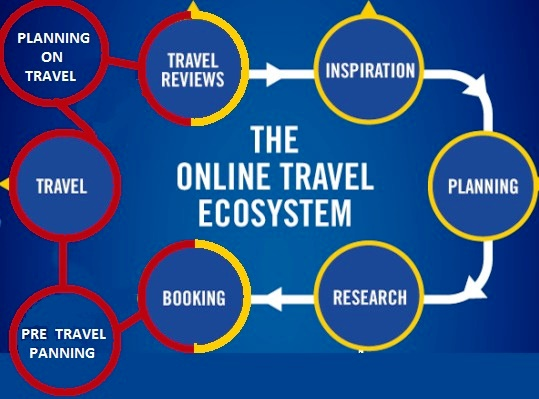 PLANNING
ON
TRAVEL
TRAVEL
REVIEWS
INSPIRATION
THE
ONLINE TRAVEL
ECOSYSTEM
TRAVEL
PLANNING
BOOKING
RESEARCH
PRE TRAVEL
PANNING